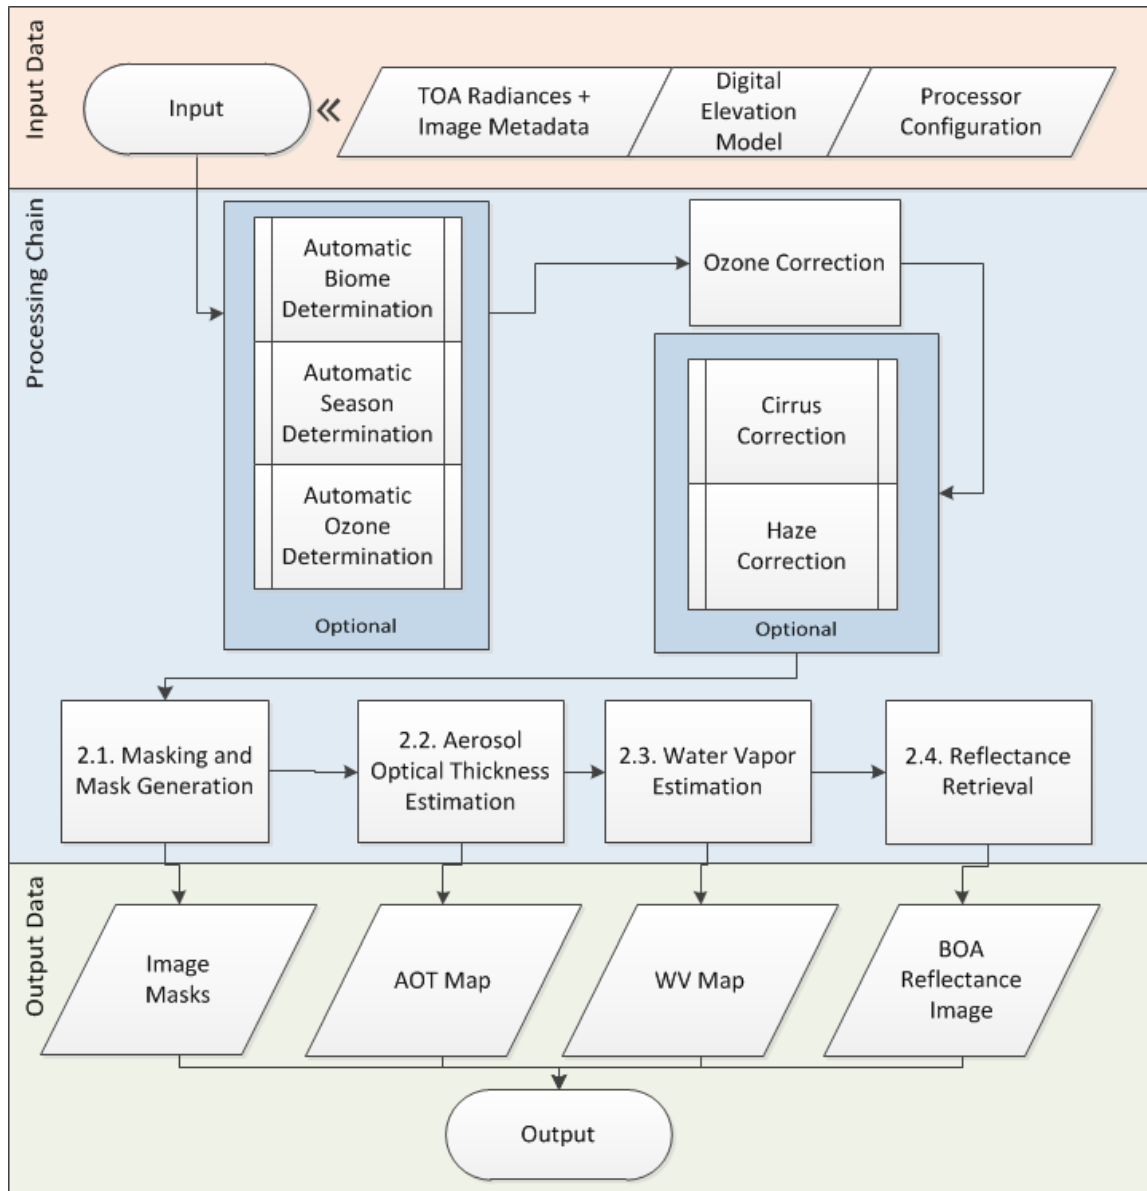 Input Data
Input
TOA Radiances +
Image Metadata
Digital
Elevation
Model
Processor
Configuration
Processing Chain
Automatic
Biome
Determination
Automatic
Season
Determination
Automatic
Ozone
Determination
Optional
Ozone Correction
Cirrus
Correction
Haze
Correction
Optional
2.1. Masking and
Mask Generation
2.2. Aerosol
Optical Thickness
Estimation
2.3. Water Vapor
Estimation
2.4. Reflectance
Retrieval
Output Data
Image
Masks
AOT Map
WV Map
BOA
Reflectance
Image
Output